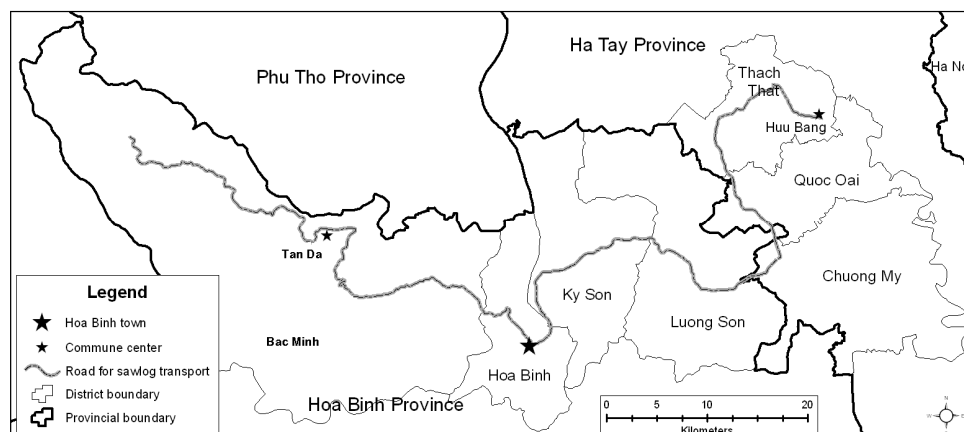 Ha Tay Province
Phu Tho Province
Ha No
Thach
That
Huu Bang
Quoc Oai
Tan Da
Chuong My
Ky Son
Luong Son
Bac Minh
Hoa Binh
Hoa Binh Province
Legend
Hoa Binh town
Commune center
Road for sawlog transport
District boundary
Provincial boundary
0 5 10 20
Kilometers
N
W E